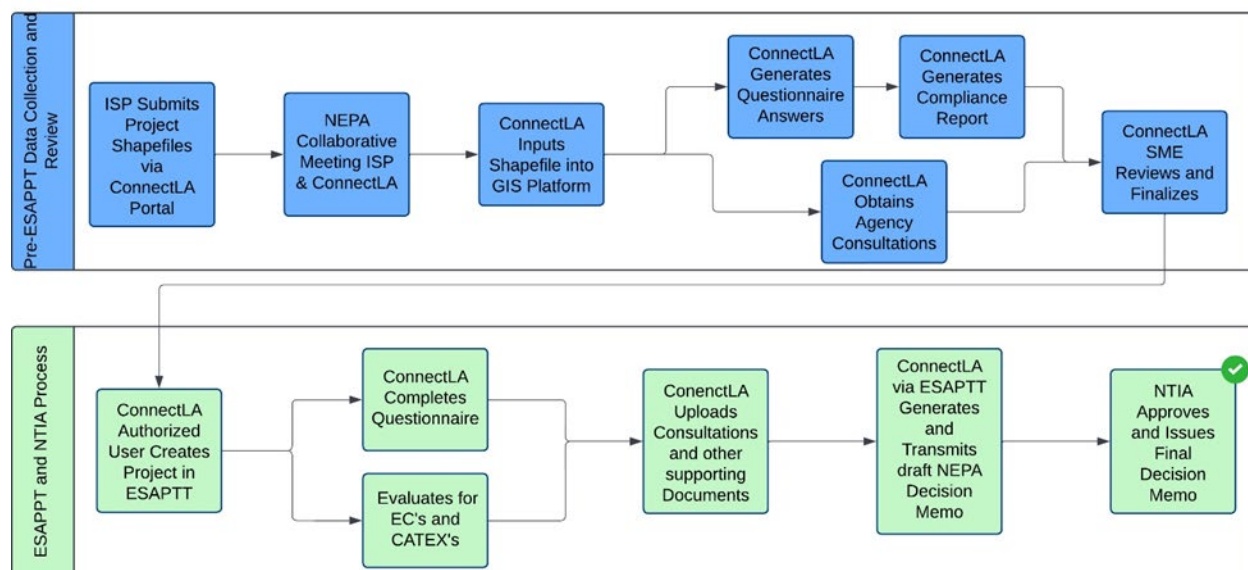 Pre-ESAPPT Data Collection and
Review
ISP Submits
Project
Shapefiles
via
ConnectLA
Portal
NEPA
Collaborative
Meeting ISP
& ConnectLA
ConnectLA
Inputs
Shapefile into
GIS Platform
ConnectLA
Generates
Questionnaire
Answers
ConnectLA
Generates
Compliance
Report
ConnectLA
Obtains
Agency
Consultations
ConnectLA
SME
Reviews and
Finalizes
ESAPPT and NTIA Process
ConnectLA
Authorized
User Creates
Project in
ESAPTT
ConnectLA
Completes
Questionnaire
Evaluates for
EC's and
CATEX's
ConenctLA
Uploads
Consultations
and other
supporting
Documents
ConnectLA
via ESAPTT
Generates
and
Transmits
draft NEPA
Decision
Memo
NTIA
Approves
and Issues
Final
Decision
Memo